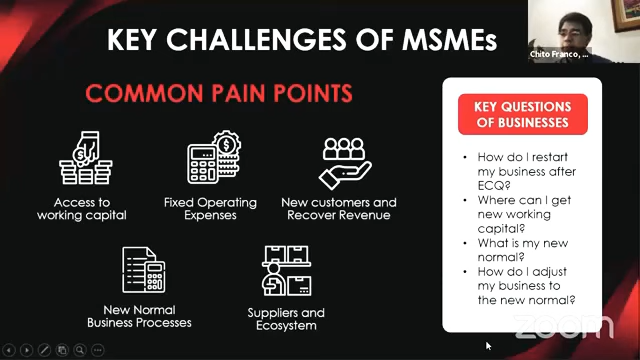 KEY CHALLENGES OF MSMEs
Chito Franco, ...
COMMON PAIN POINTS
Access to
working capital
Fixed Operating
Expenses
New customers and
Recover Revenue
New Normal
Business Processes
Suppliers and
Ecosystem
KEY QUESTIONS
OF BUSINESSES
• How do I restart
my business after
ECQ?
• Where can I get
new working
capital?
• What is my new
normal?
• How do I adjust
my business to
the new normal?
zoom